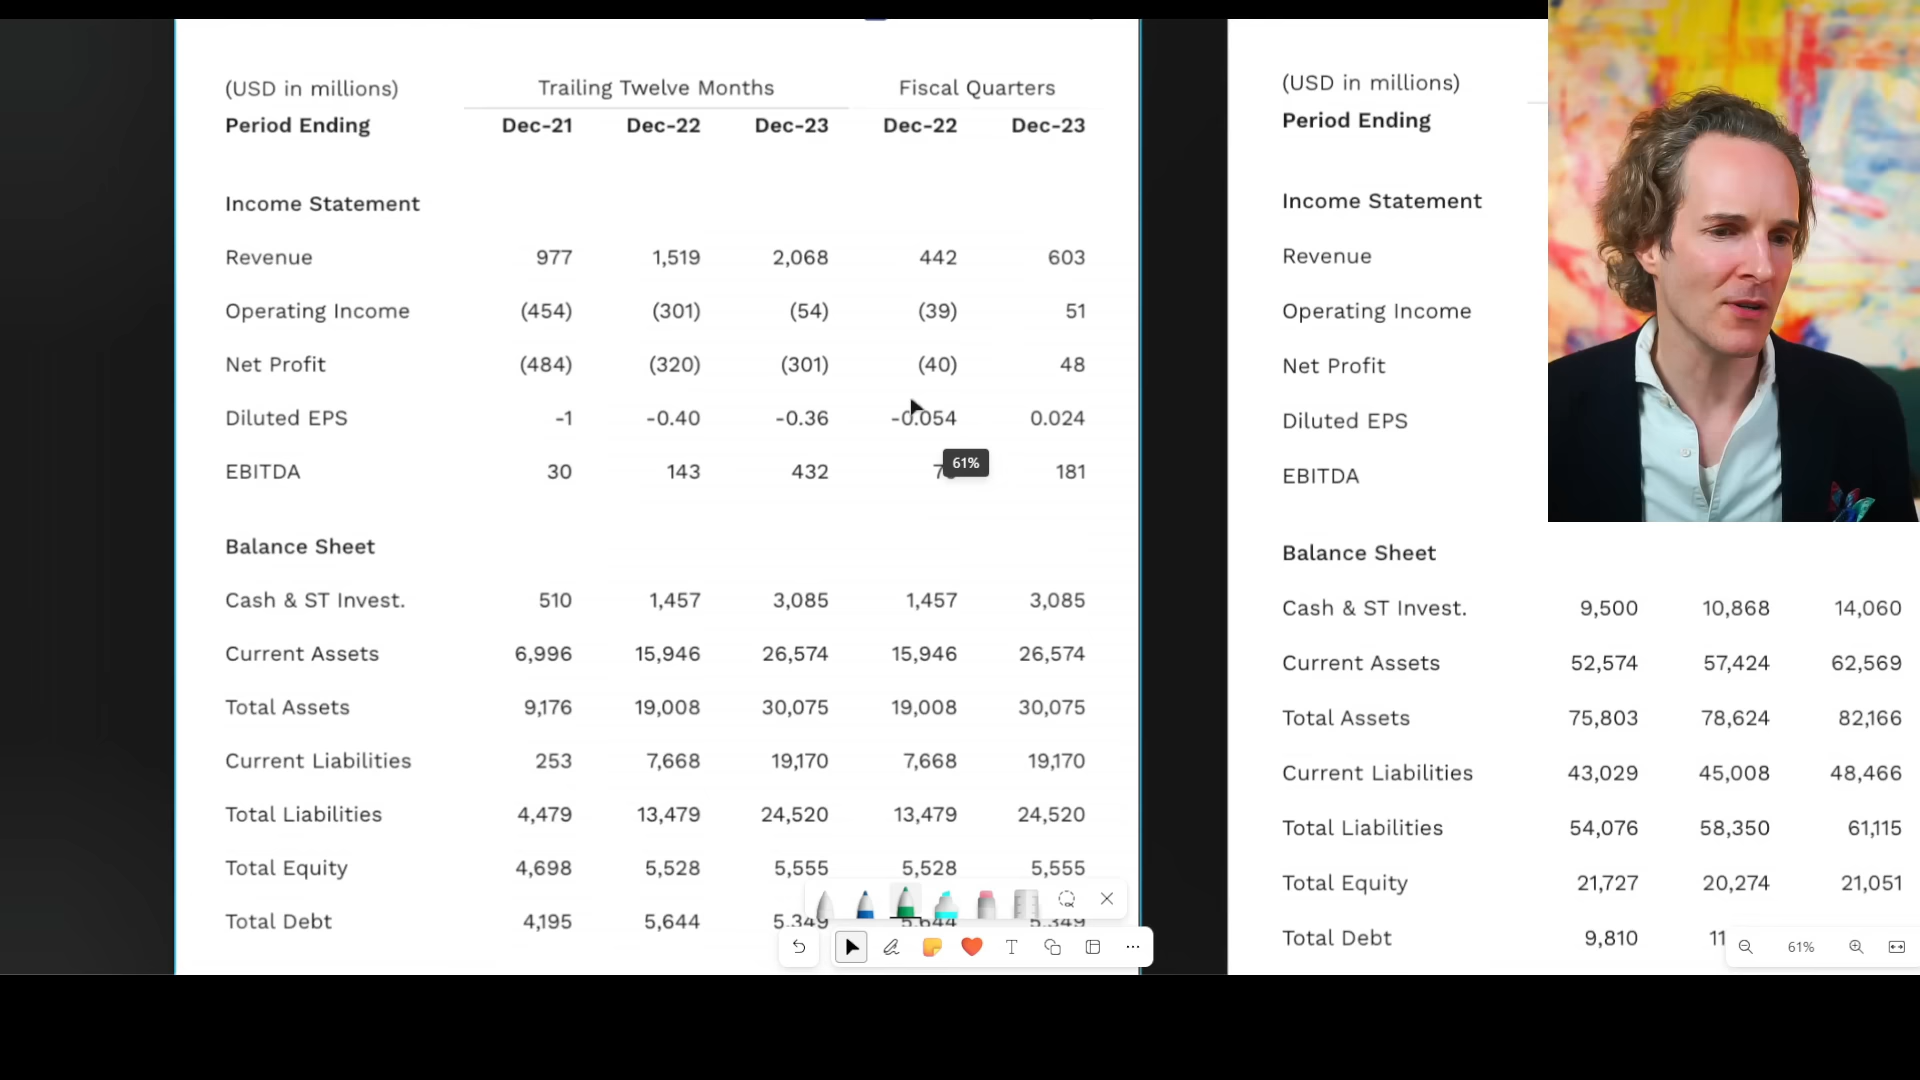 (USD in millions) Trailing Twelve Months Fiscal Quarters
Period Ending Dec-21 Dec-22 Dec-23 Dec-22 Dec-23
Income Statement
Revenue 977 1,519 2,068 442 603
Operating Income (454) (301) (54) (39) 51
Net Profit (484) (320) (301) (40) 48
Diluted EPS -1 -0.40 -0.36 -0.054 0.024
EBITDA 30 143 432 181
61%
Balance Sheet
Cash & ST Invest. 510 1,457 3,085 1,457 3,085
Current Assets 6,996 15,946 26,574 15,946 26,574
Total Assets 9,176 19,008 30,075 19,008 30,075
Current Liabilities 253 7,668 19,170 7,668 19,170
Total Liabilities 4,479 13,479 24,520 13,479 24,520
Total Equity 4,698 5,528 5,555 5,528 5,555
Total Debt 4,195 5,644 5,349 5,644 5,349
(USD in millions)
Period Ending
Income Statement
Revenue
Operating Income
Net Profit
Diluted EPS
EBITDA
Balance Sheet
Cash & ST Invest. 9,500 10,868 14,060
Current Assets 52,574 57,424 62,569
Total Assets 75,803 78,624 82,166
Current Liabilities 43,029 45,008 48,466
Total Liabilities 54,076 58,350 61,115
Total Equity 21,727 20,274 21,051
Total Debt 9,810 11
61%